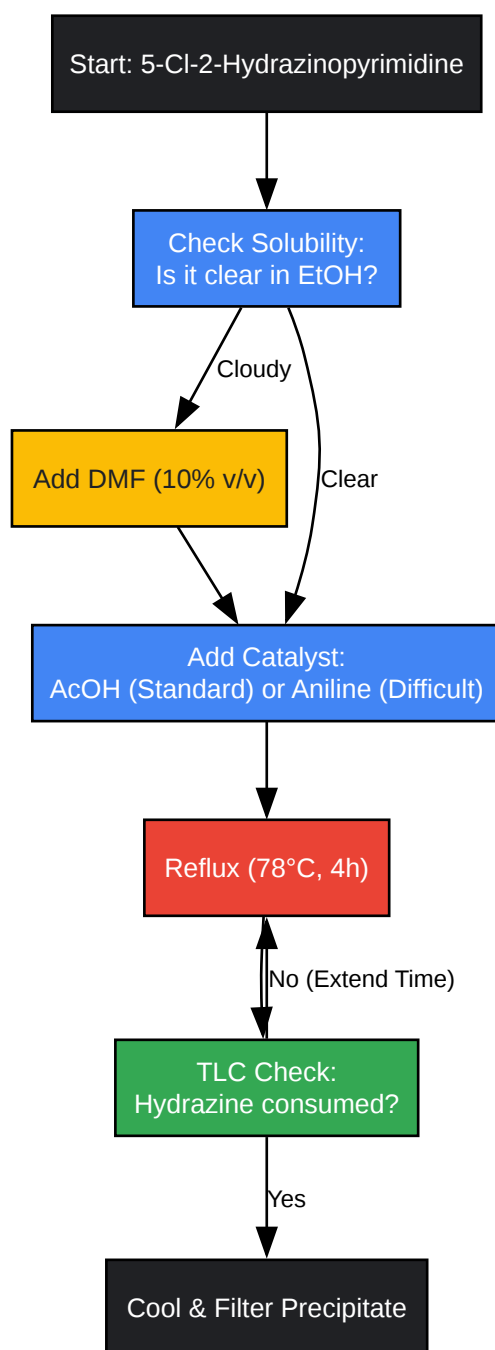 Start: 5-Cl-2-Hydrazinopyrimidine
Check Solubility:
Is it clear in EtOH?
Cloudy
Add DMF (10% v/v)
Clear
Add Catalyst:
AcOH (Standard) or Aniline (Difficult)
Reflux (78°C, 4h)
No (Extend Time)
TLC Check:
Hydrazine consumed?
Yes
Cool & Filter Precipitate